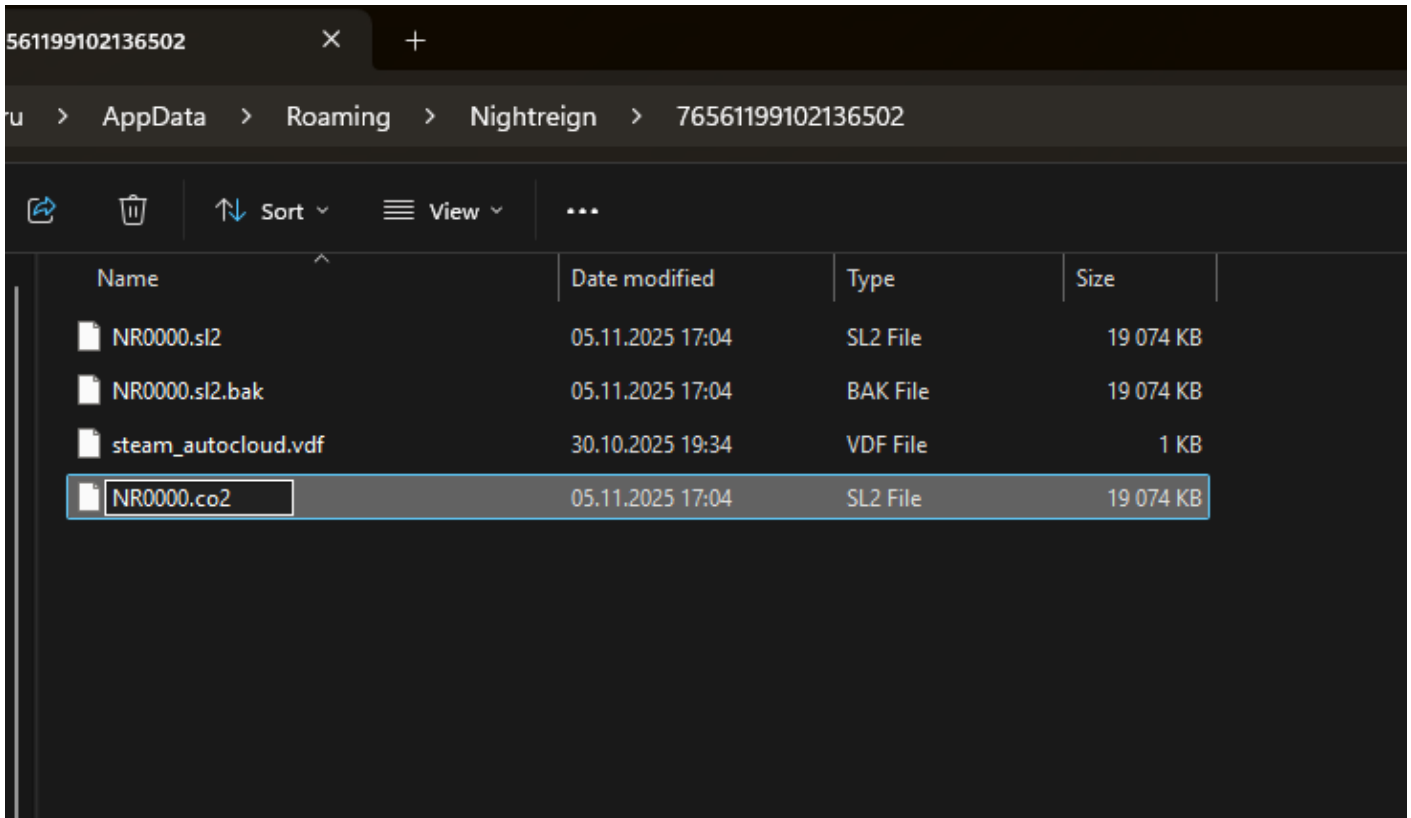 561199102136502
ru > AppData > Roaming > Nightreign > 76561199102136502
Sort View
Name Date modified Type Size
NR0000.sl2 05.11.2025 17:04 SL2 File 19 074 KB
NR0000.sl2.bak 05.11.2025 17:04 BAK File 19 074 KB
steam_autocloud.vdf 30.10.2025 19:34 VDF File 1 KB
NR0000.co2 05.11.2025 17:04 SL2 File 19 074 KB